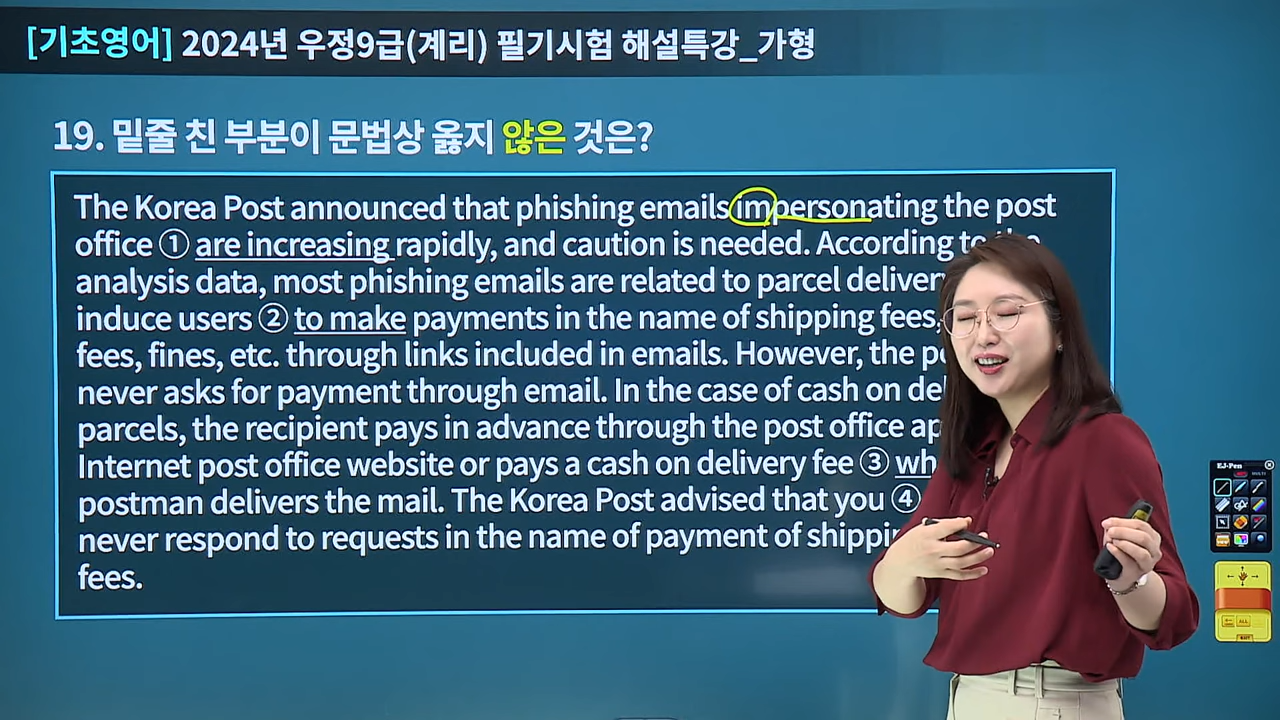 [기초영어] 2024년 우정9급(계리) 필기시험 해설특강_가형
19. 밑줄 친 부분이 문법상 옳지 않은 것은?
The Korea Post announced that phishing emails impersonating the post
office ① are increasing rapidly, and caution is needed. According to the
analysis data, most phishing emails are related to parcel
induce users ② to make payments in the name of shipping fees,
fees, fines, etc. through links included in emails. However, the
never asks for payment through email. In the case of cash on
parcels, the recipient pays in advance through the post office
Internet post office website or pays a cash on delivery fee ③
postman delivers the mail. The Korea Post advised that you ④
never respond to requests in the name of payment of
fees.
EJ-Pen
ALL